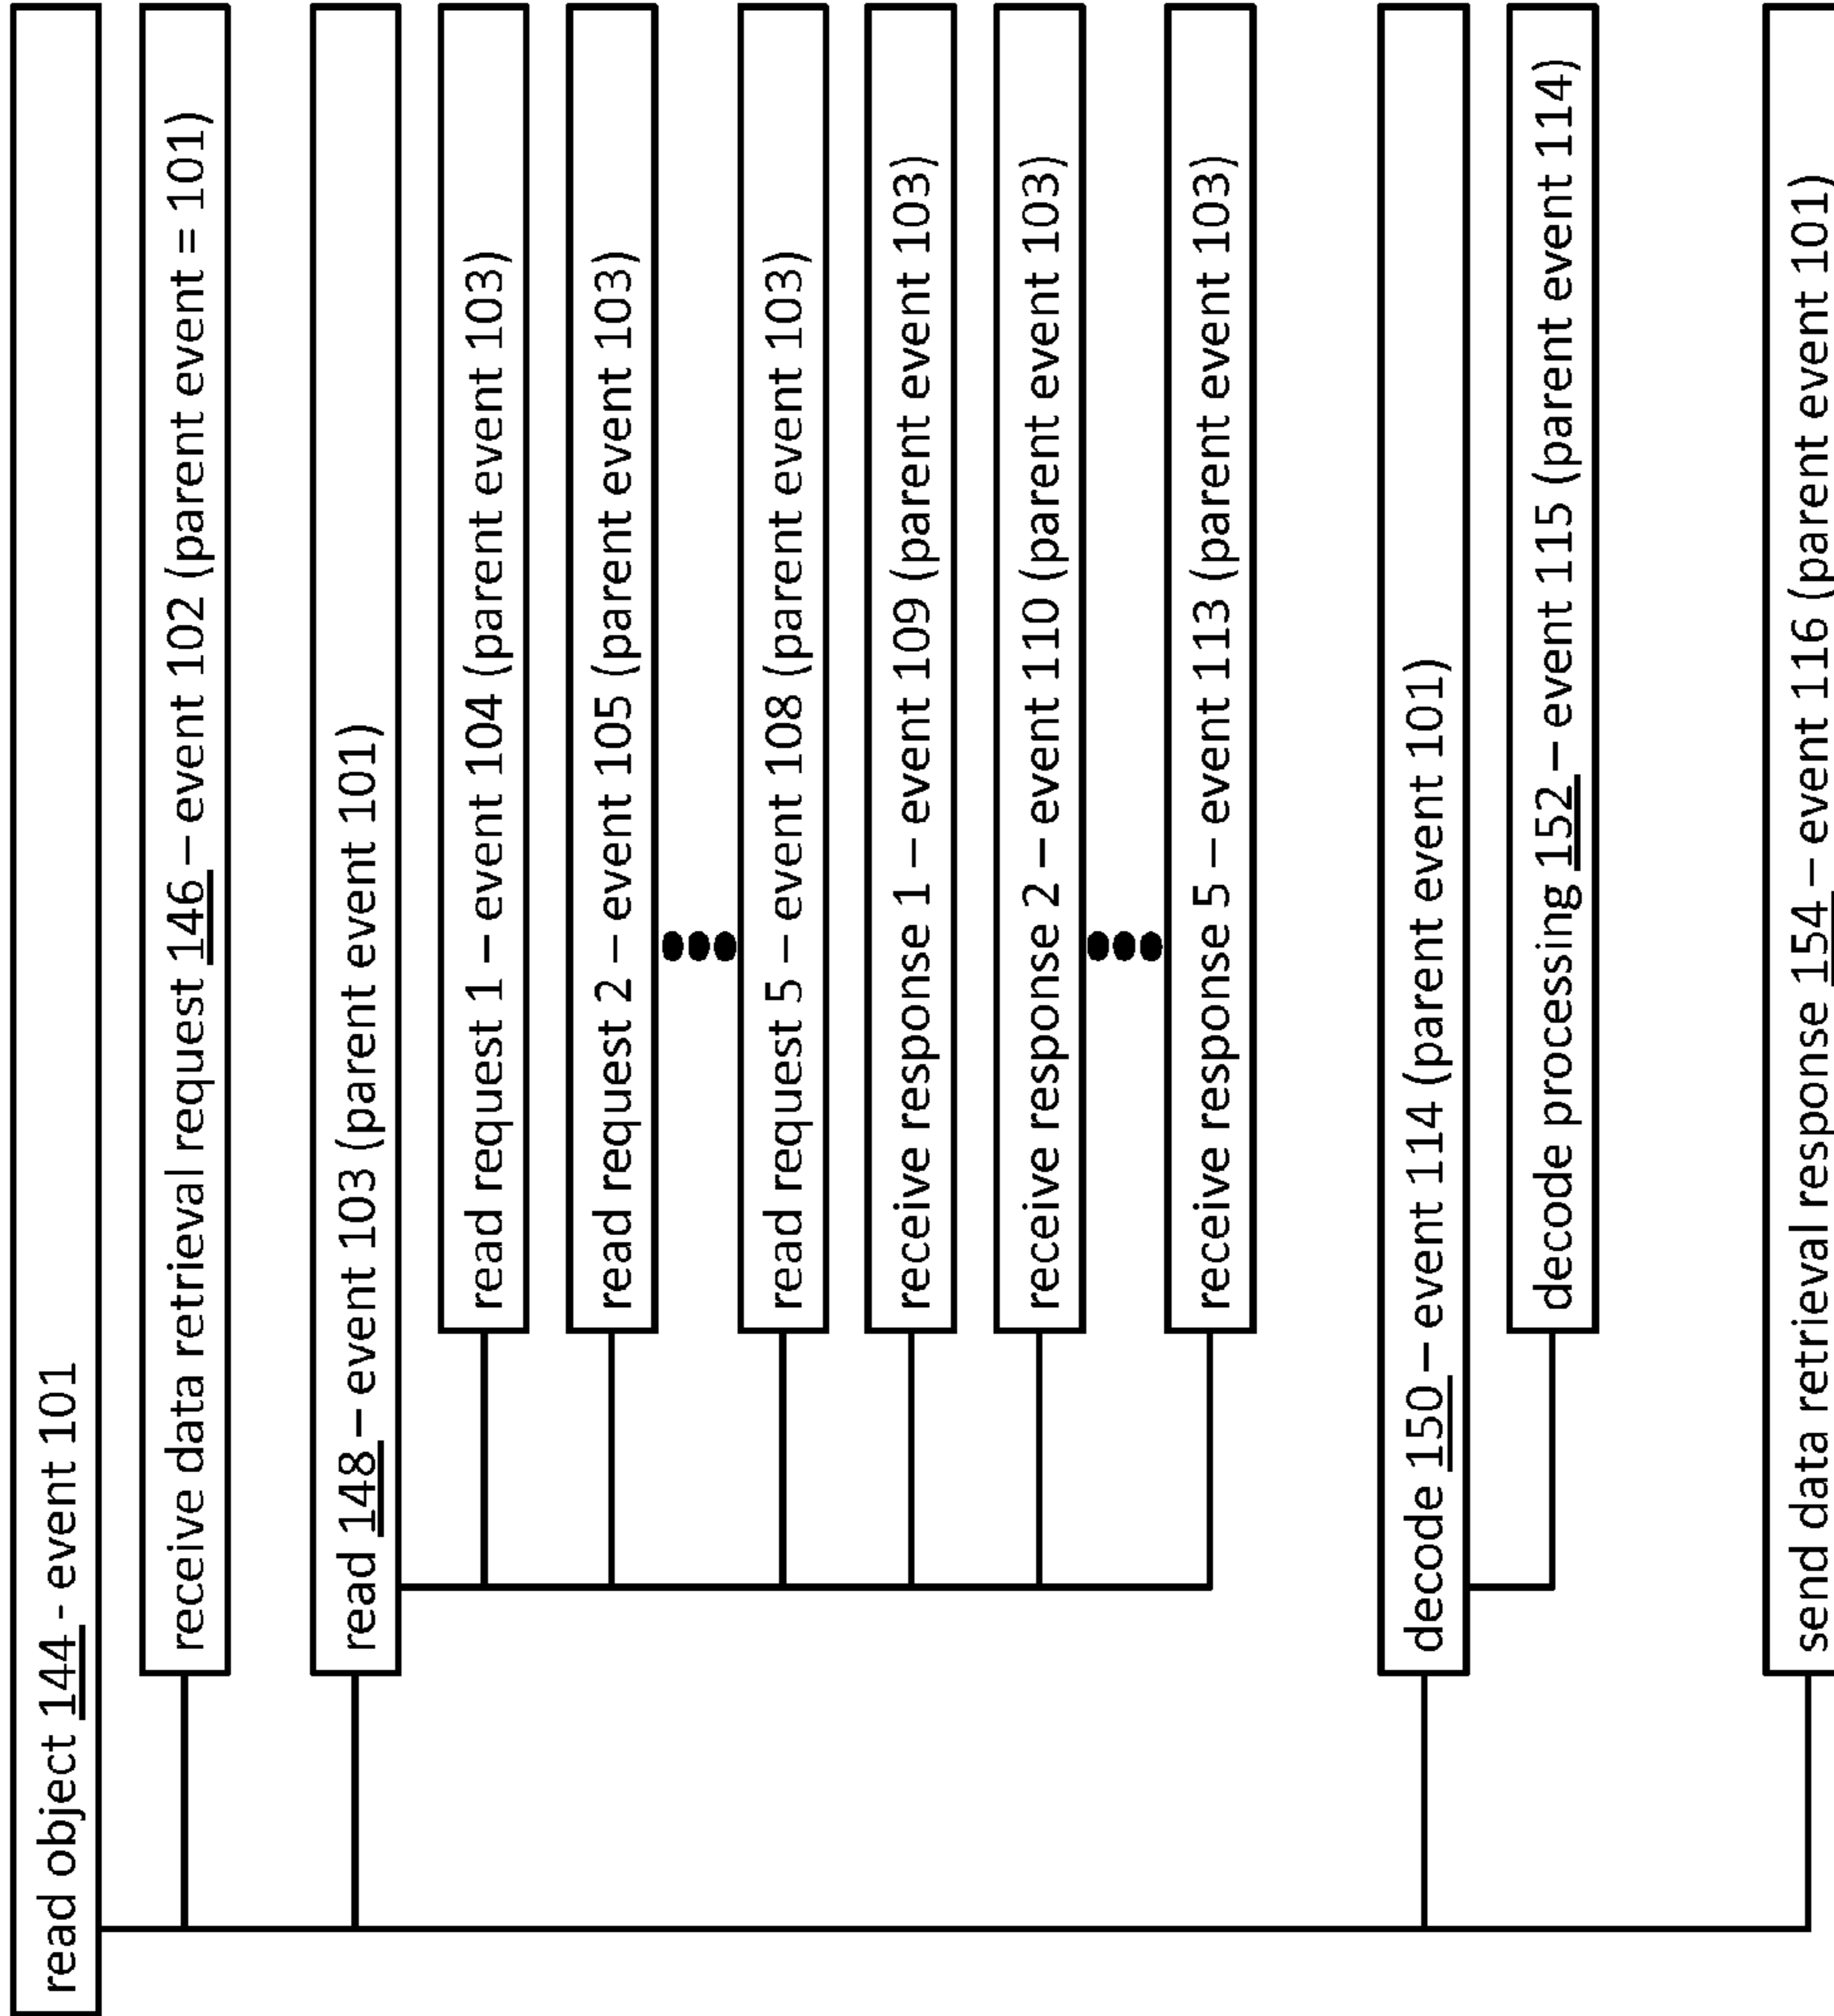 read object 144 - event 101
receive data retrieval request 146 – event 102 (parent event = 101)
read 148 – event 103 (parent event 101)
read request 1 – event 104 (parent event 103)
read request 2 – event 105 (parent event 103)
read request 5 – event 108 (parent event 103)
receive response 1 – event 109 (parent event 103)
receive response 2 – event 110 (parent event 103)
receive response 5 – event 113 (parent event 103)
decode 150 – event 114 (parent event 101)
decode processing 152 – event 115 (parent event 114)
send data retrieval response 154 – event 116 (parent event 101)